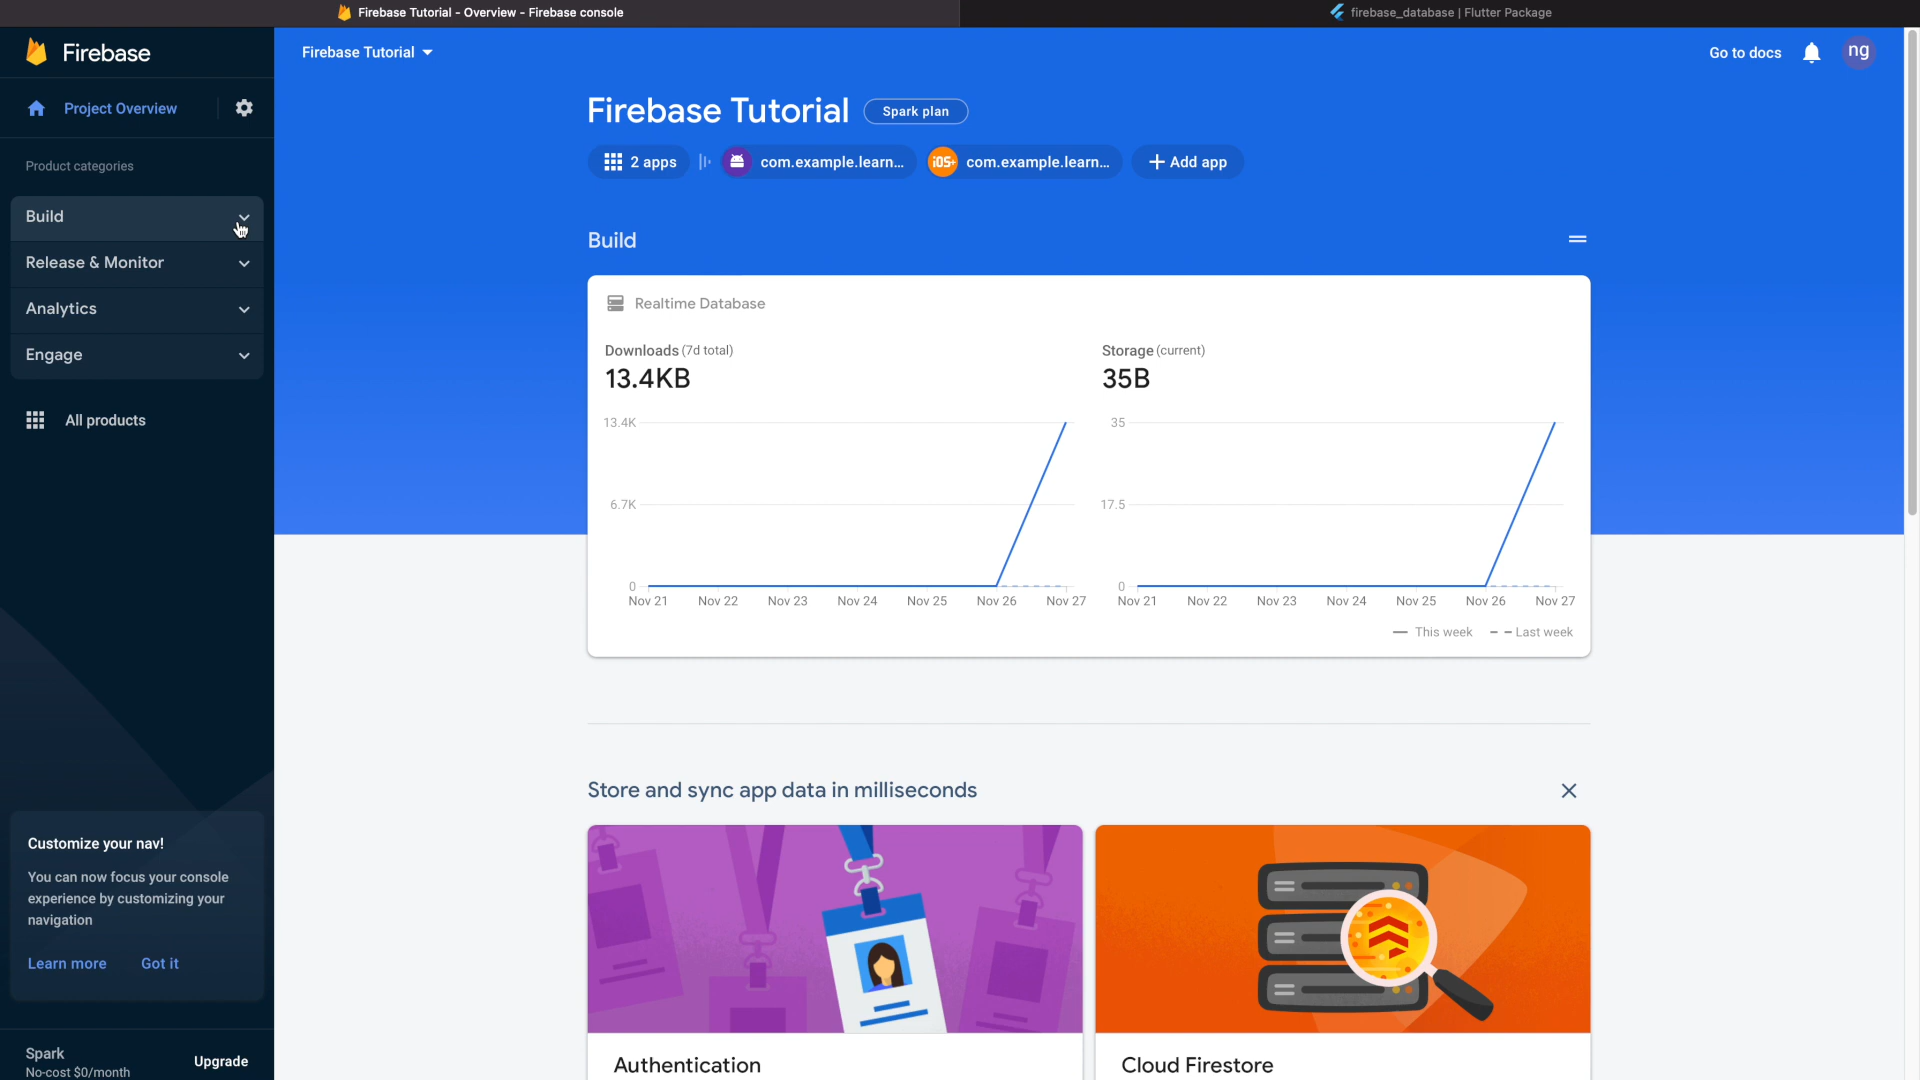 Firebase Tutorial - Overview - Firebase console
firebase_database | Flutter Package
Firebase
Project Overview
Product categories
Build
Release & Monitor
Analytics
Engage
All products
Customize your nav!
You can now focus your console
experience by customizing your
navigation
Learn more Got it
Spark
No-cost $0/month
Upgrade
Firebase Tutorial
Go to docs
ng
Firebase Tutorial Spark plan
2 apps com.example.learn... iOS+ com.example.learn... + Add app
Build
Realtime Database
Downloads (7d total)
13.4KB
13.4K
6.7K
0
Nov 21 Nov 22 Nov 23 Nov 24 Nov 25 Nov 26 Nov 27
Storage (current)
35B
35
17.5
0
Nov 21 Nov 22 Nov 23 Nov 24 Nov 25 Nov 26 Nov 27
This week Last week
Store and sync app data in milliseconds
Authentication
Cloud Firestore